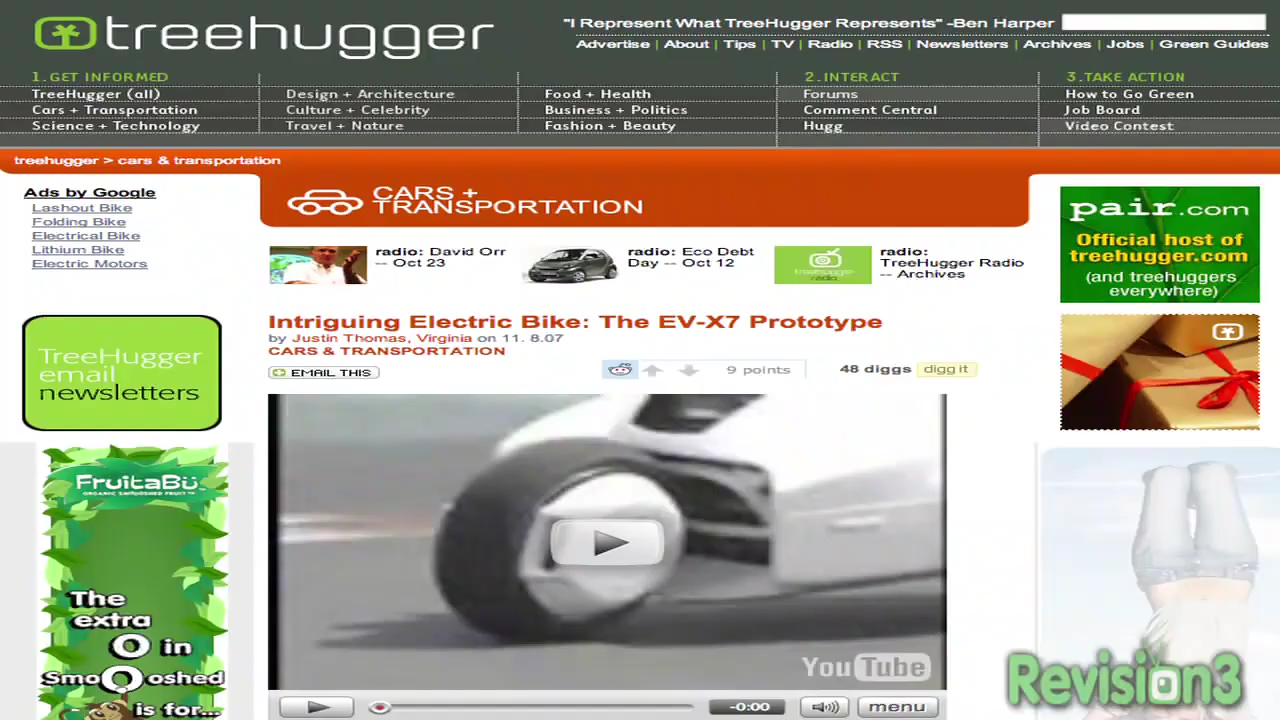 treehugger
"I Represent What TreeHugger Represents" -Ben Harper
Advertise | About | Tips | TV | Radio | RSS | Newsletters | Archives | Jobs | Green Guides
1.GET INFORMED
TreeHugger (all)
Cars + Transportation
Science + Technology
Design + Architecture
Culture + Celebrity
Travel + Nature
Food + Health
Business + Politics
Fashion + Beauty
2.INTERACT
Forums
Comment Central
Hugg
3.TAKE ACTION
How to Go Green
Job Board
Video Contest
treehugger > cars & transportation
Ads by Google
Lashout Bike
Folding Bike
Electrical Bike
Lithium Bike
Electric Motors
CARS +
TRANSPORTATION
radio: David Orr
-- Oct 23
radio: Eco Debt
Day -- Oct 12
treehugger
radio
radio:
TreeHugger Radio
-- Archives
pair.com
Official host of
treehugger.com
(and treehuggers
everywhere)
Intriguing Electric Bike: The EV-X7 Prototype
by Justin Thomas, Virginia on 11. 8.07
CARS & TRANSPORTATION
EMAIL THIS
9 points
48 diggs
digg it
TreeHugger
email
newsletters
FruitaBü
ORGANIC SMOOSHED FRUIT™
The
extra
O in
SmoOoshed
is for...
YouTube
-0:00
menu
Revision3